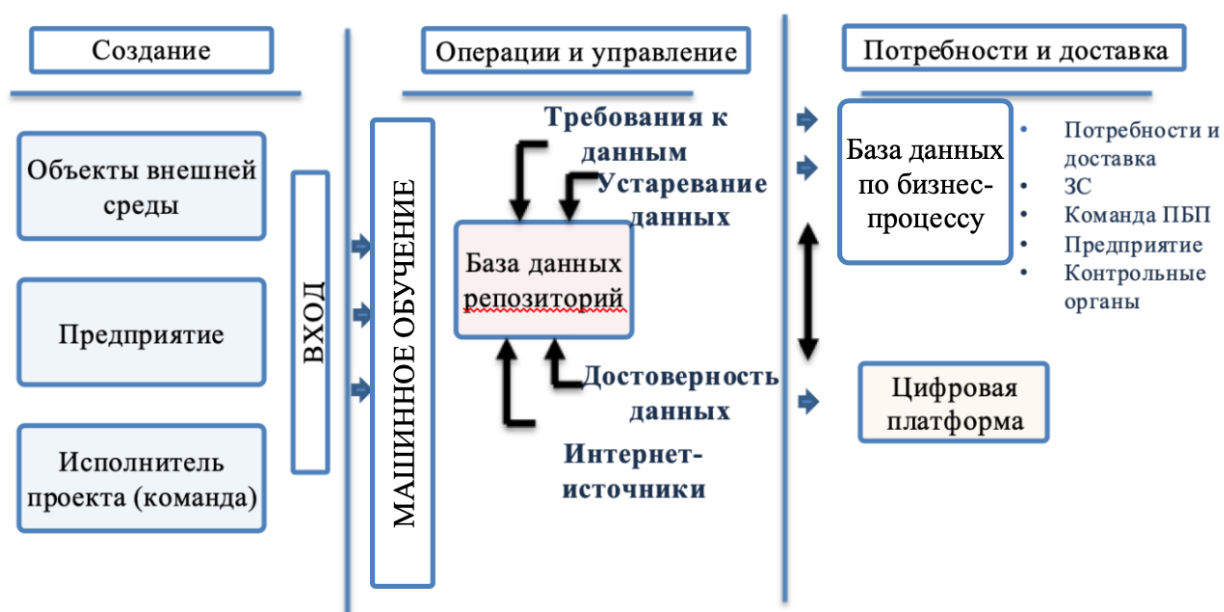 Создание
Объекты внешней
среды
Предприятие
Исполнитель
проекта (команда)
ВХОД
МАШИННОЕ ОБУЧЕНИЕ
Операции и управление
Требования к
данным
Устаревание
данных
База данных
репозиторий
Достоверность
данных
Интернет-
источники
Потребности и доставка
База данных
по бизнес-
процессу
• Потребности и
доставка
• ЗС
• Команда ПБП
• Предприятие
• Контрольные
органы
Цифровая
платформа